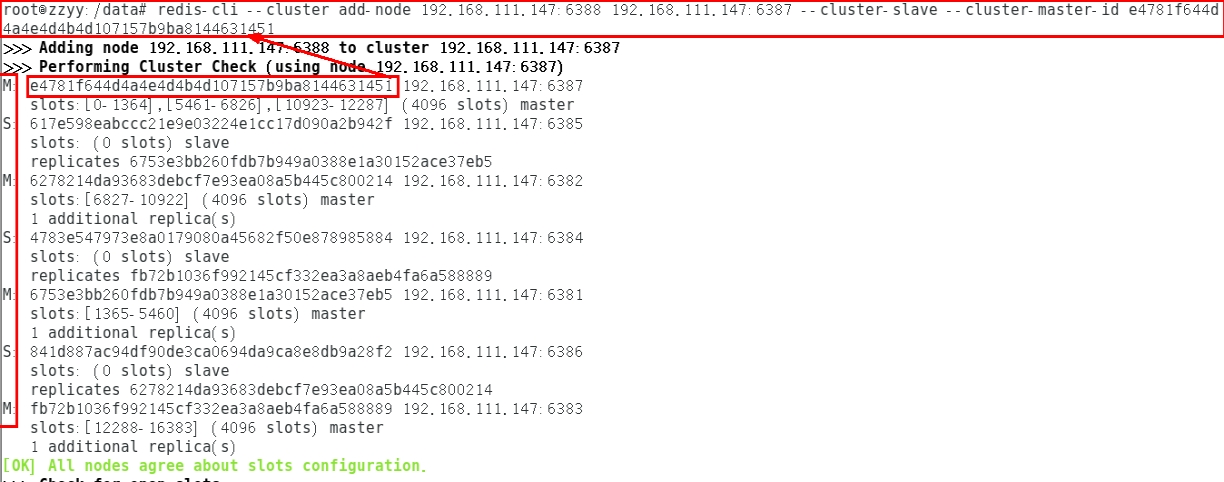 root@zzyy:/data# redis-cli --cluster add-node 192.168.111.147:6388 192.168.111.147:6387 --cluster-slave --cluster-master-id e4781f644d
4a4e4d4b4d107157b9ba8144631451
>>> Adding node 192.168.111.147:6388 to cluster 192.168.111.147:6387
>>> Performing Cluster Check (using node 192.168.111.147:6387)
M: e4781f644d4a4e4d4b4d107157b9ba8144631451 192.168.111.147:6387
slots:[0-1364],[5461-6826],[10923-12287] (4096 slots) master
S: 617e598eabccc21e9e03224e1cc17d090a2b942f 192.168.111.147:6385
slots: (0 slots) slave
replicates 6753e3bb260fdb7b949a0388e1a30152ace37eb5
M: 6278214da93683debcf7e93ea08a5b445c800214 192.168.111.147:6382
slots:[6827-10922] (4096 slots) master
1 additional replica(s)
S: 4783e547973e8a0179080a45682f50e878985884 192.168.111.147:6384
slots: (0 slots) slave
replicates fb72b1036f992145cf332ea3a8aeb4fa6a588889
M: 6753e3bb260fdb7b949a0388e1a30152ace37eb5 192.168.111.147:6381
slots:[1365-5460] (4096 slots) master
1 additional replica(s)
S: 841d887ac94df90de3ca0694da9ca8e8db9a28f2 192.168.111.147:6386
slots: (0 slots) slave
replicates 6278214da93683debcf7e93ea08a5b445c800214
M: fb72b1036f992145cf332ea3a8aeb4fa6a588889 192.168.111.147:6383
slots:[12288-16383] (4096 slots) master
1 additional replica(s)
[OK] All nodes agree about slots configuration.
>>> Check for open slots